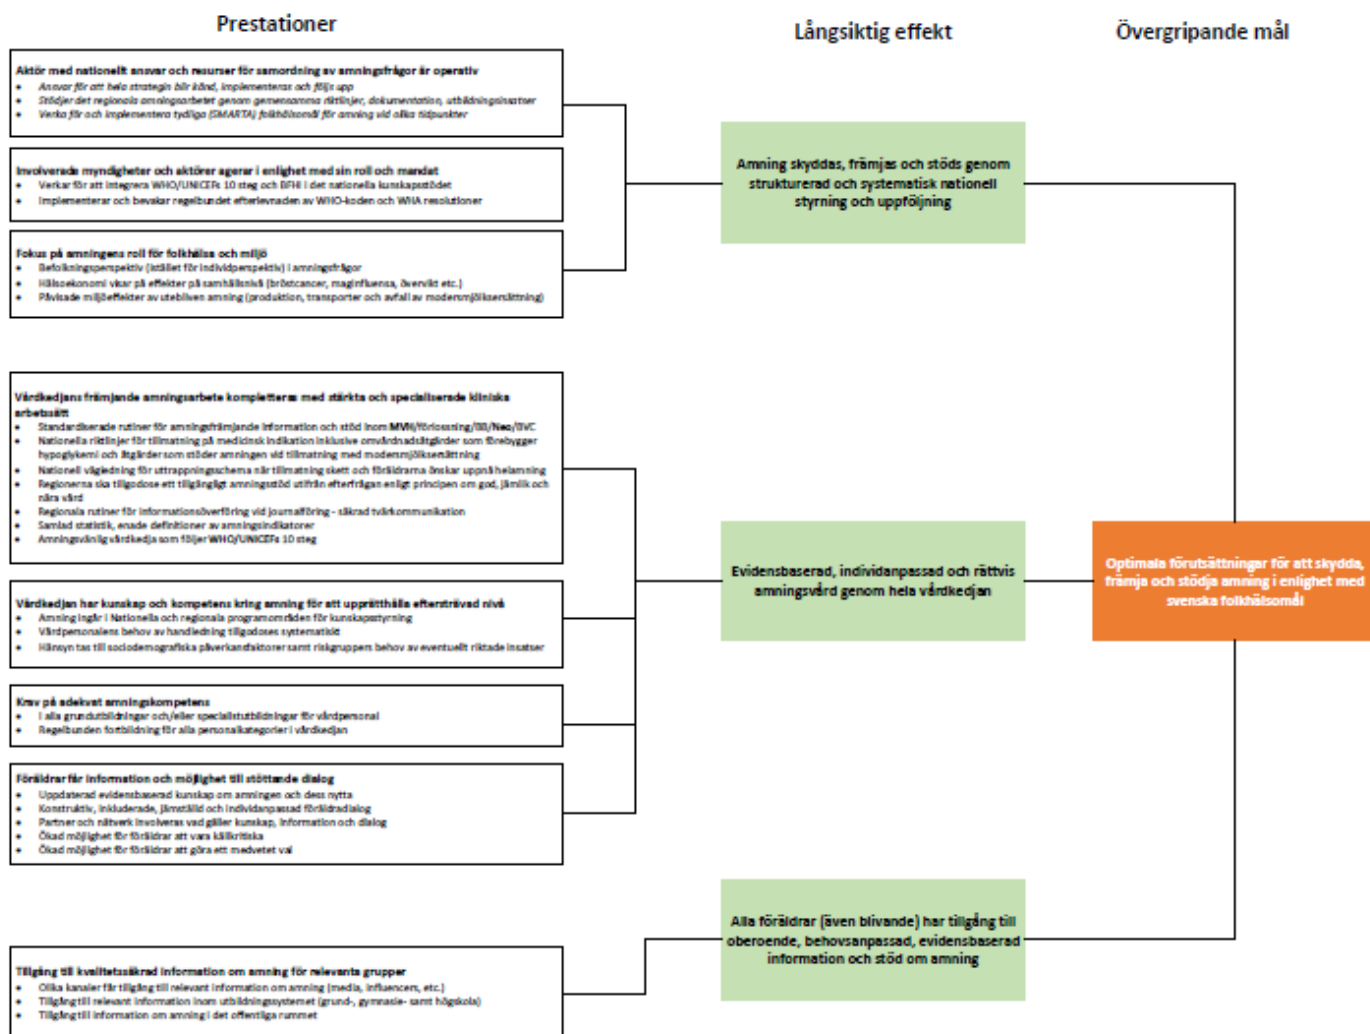 Prestationer
Långsiktig effekt
Övergripande mål
Aktör med nationellt ansvar och resurser för samordning av amningsfrågor är operativ
Ansvar för att hela strategin blir känd, implementeras och följs upp
Stödjer det regionala amningsarbetet genom gemensamma riktlinjer, dokumentation, utbildningsinsatser
Verka för och implementera tydliga (SMARTA) folkhälsomål för amning vid olika tidpunkter
Involverade myndigheter och aktörer agerar i enlighet med sin roll och mandat
Verkar för att integrera WHO/UNICEFs 10 steg och BFHI i det nationella kunskapsstödet
Implementerar och bevakar regelbundet efterlevnaden av WHO-koden och WHA resolutioner
Fokus på amningens roll för folkhälsa och miljö
Befolkningsperspektiv (istället för individperspektiv) i amningsfrågor
Hälsoekonomi visar på effekter på samhällsnivå (bröstcancer, maginfluensa, övervikt etc.)
Påvisade miljöeffekter av utebliven amning (produktion, transporter och avfall av modersmjölksersättning)
Amning skyddas, främjas och stöds genom
strukturerad och systematisk nationell
styrning och uppföljning
Vårdkedjans främjande amningsarbete kompletteras med stärkta och specialiserade kliniska
arbetssätt
Standardiserade rutiner för amningsfrämjande information och stöd inom MVH/förlossning/BB/Neo/BVC
Nationella riktlinjer för tillmatning på medicinsk indikation inklusive omvårdnadsåtgärder som förebygger
hypoglykemi och åtgärder som stöder amningen vid tillmatning med modersmjölksersättning
Nationell vägledning för uttrappningsschema när tillmatning skett och föräldrarna önskar uppnå helamning
Regionerna ska tillgodose ett tillgängligt amningsstöd utifrån efterfrågan enligt principen om god, jämlik och
nära vård
Regionala rutiner för informationsöverföring vid journalföring - säkrad tvärkommunikation
Samlad statistik, enade definitioner av amningsindikatorer
Amningsvänlig vårdkedja som följer WHO/UNICEFs 10 steg
Vårdkedjan har kunskap och kompetens kring amning för att upprätthålla eftersträvad nivå
Amning ingår i Nationella och regionala programområden för kunskapsstyrning
Vårdpersonalens behov av handledning tillgodoses systematiskt
Hänsyn tas till sociodemografiska påverkansfaktorer samt riskgruppers behov av eventuellt riktade insatser
Krav på adekvat amningskompetens
I alla grundutbildningar och/eller specialistutbildningar för vårdpersonal
Regelbunden fortbildning för alla personalkategorier i vårdkedjan
Föräldrar får information och möjlighet till stöttande dialog
Uppdaterad evidensbaserad kunskap om amningen och dess nytta
Konstruktiv, inkluderade, jämställd och individanpassad föräldradialog
Partner och nätverk involveras vad gäller kunskap, information och dialog
Ökad möjlighet för föräldrar att vara källkritiska
Ökad möjlighet för föräldrar att göra ett medvetet val
Evidensbaserad, individanpassad och rättvis
amningsvård genom hela vårdkedjan
Optimala förutsättningar för att skydda,
främja och stödja amning i enlighet med
svenska folkhälsomål
Alla föräldrar (även blivande) har tillgång till
oberoende, behovsanpassad, evidensbaserad
information och stöd om amning
Tillgång till kvalitetssäkrad information om amning för relevanta grupper
Olika kanaler får tillgång till relevant information om amning (media, influencers, etc.)
Tillgång till relevant information inom utbildningssystemet (grund-, gymnasie- samt högskola)
Tillgång till information om amning i det offentliga rummet